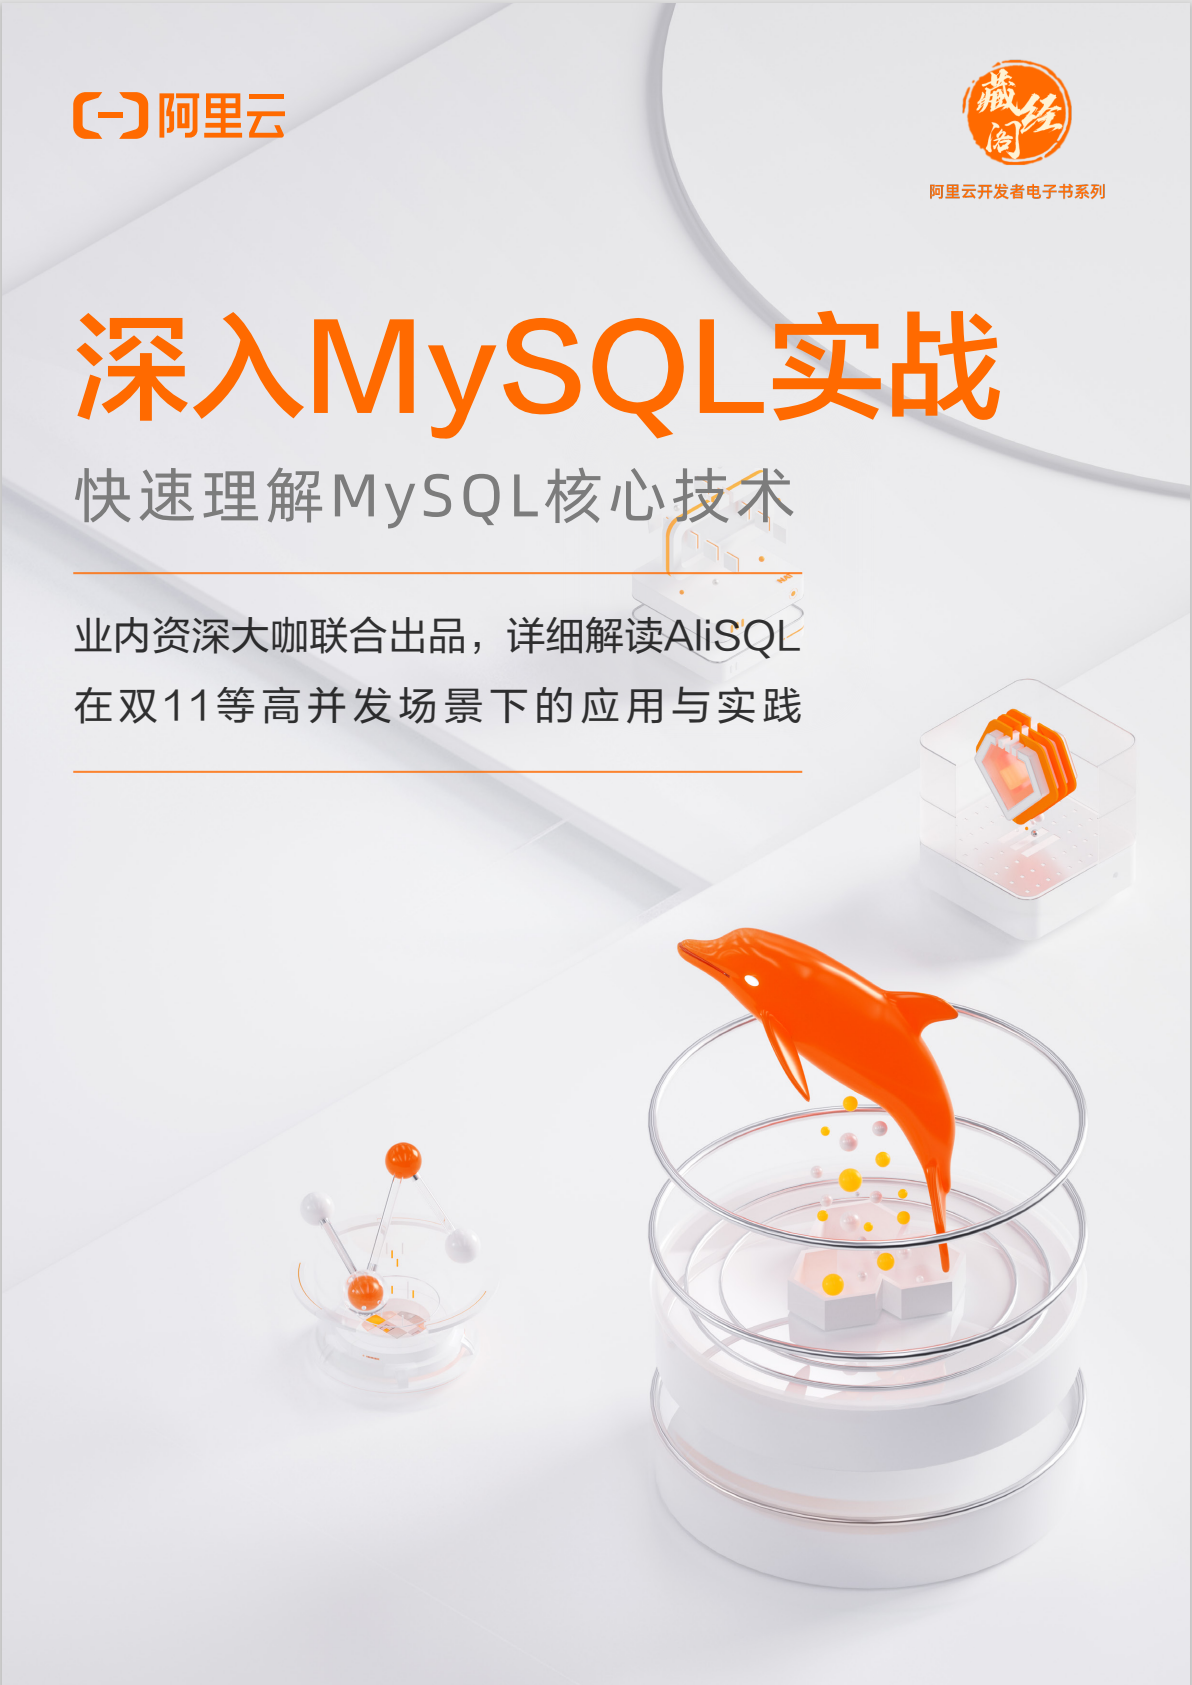 阿里云
藏经阁
阿里云开发者电子书系列
深入MySQL实战
快速理解MySQL核心技术
业内资深大咖联合出品，详细解读AliSQL
在双11等高并发场景下的应用与实践